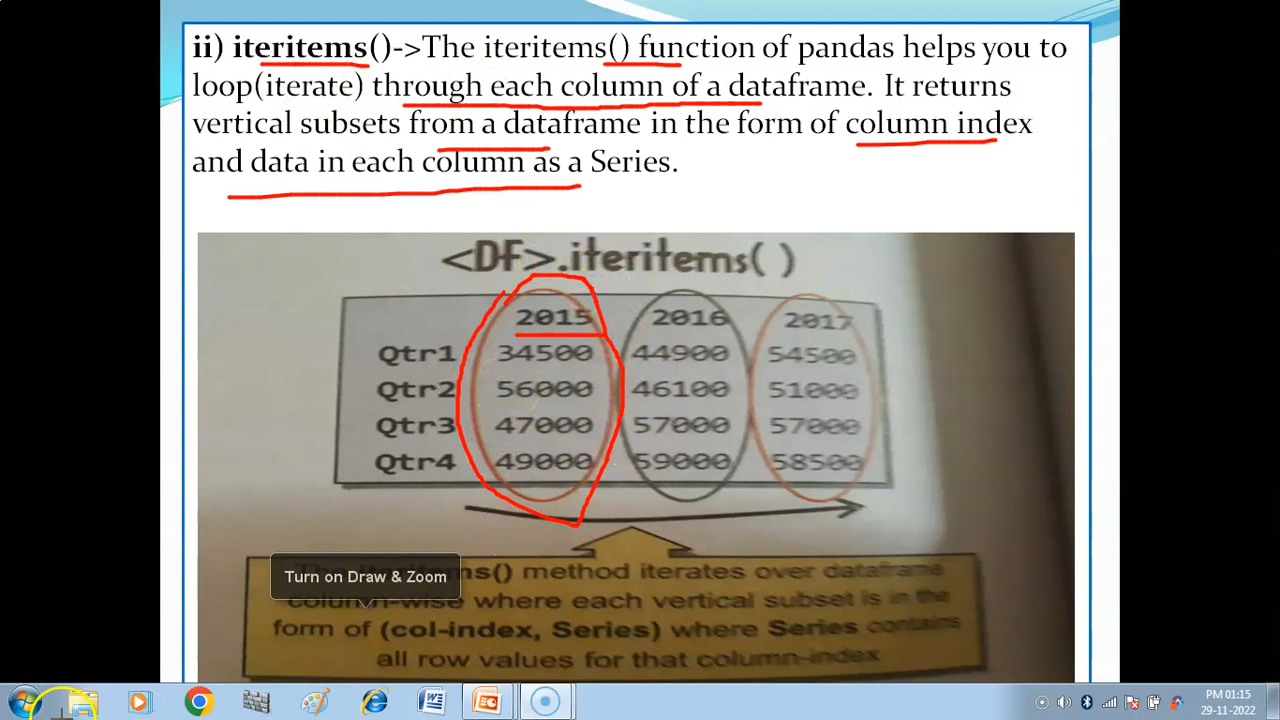 ii) iteritems()->The iteritems() function of pandas helps you to
loop(iterate) through each column of a dataframe. It returns
vertical subsets from a dataframe in the form of column index
and data in each column as a Series.
<DF>.iteritems( )
2015 2016 2017
Qtr1 34500 44900 54500
Qtr2 56000 46100 51000
Qtr3 47000 57000 57000
Qtr4 49000 59000 58500
Turn on Draw & Zoom
() method iterates over dataframe
column-wise where each vertical subset is in the
form of (col-index, Series) where Series contains
all row values for that column-index
PM 01:15
29-11-2022